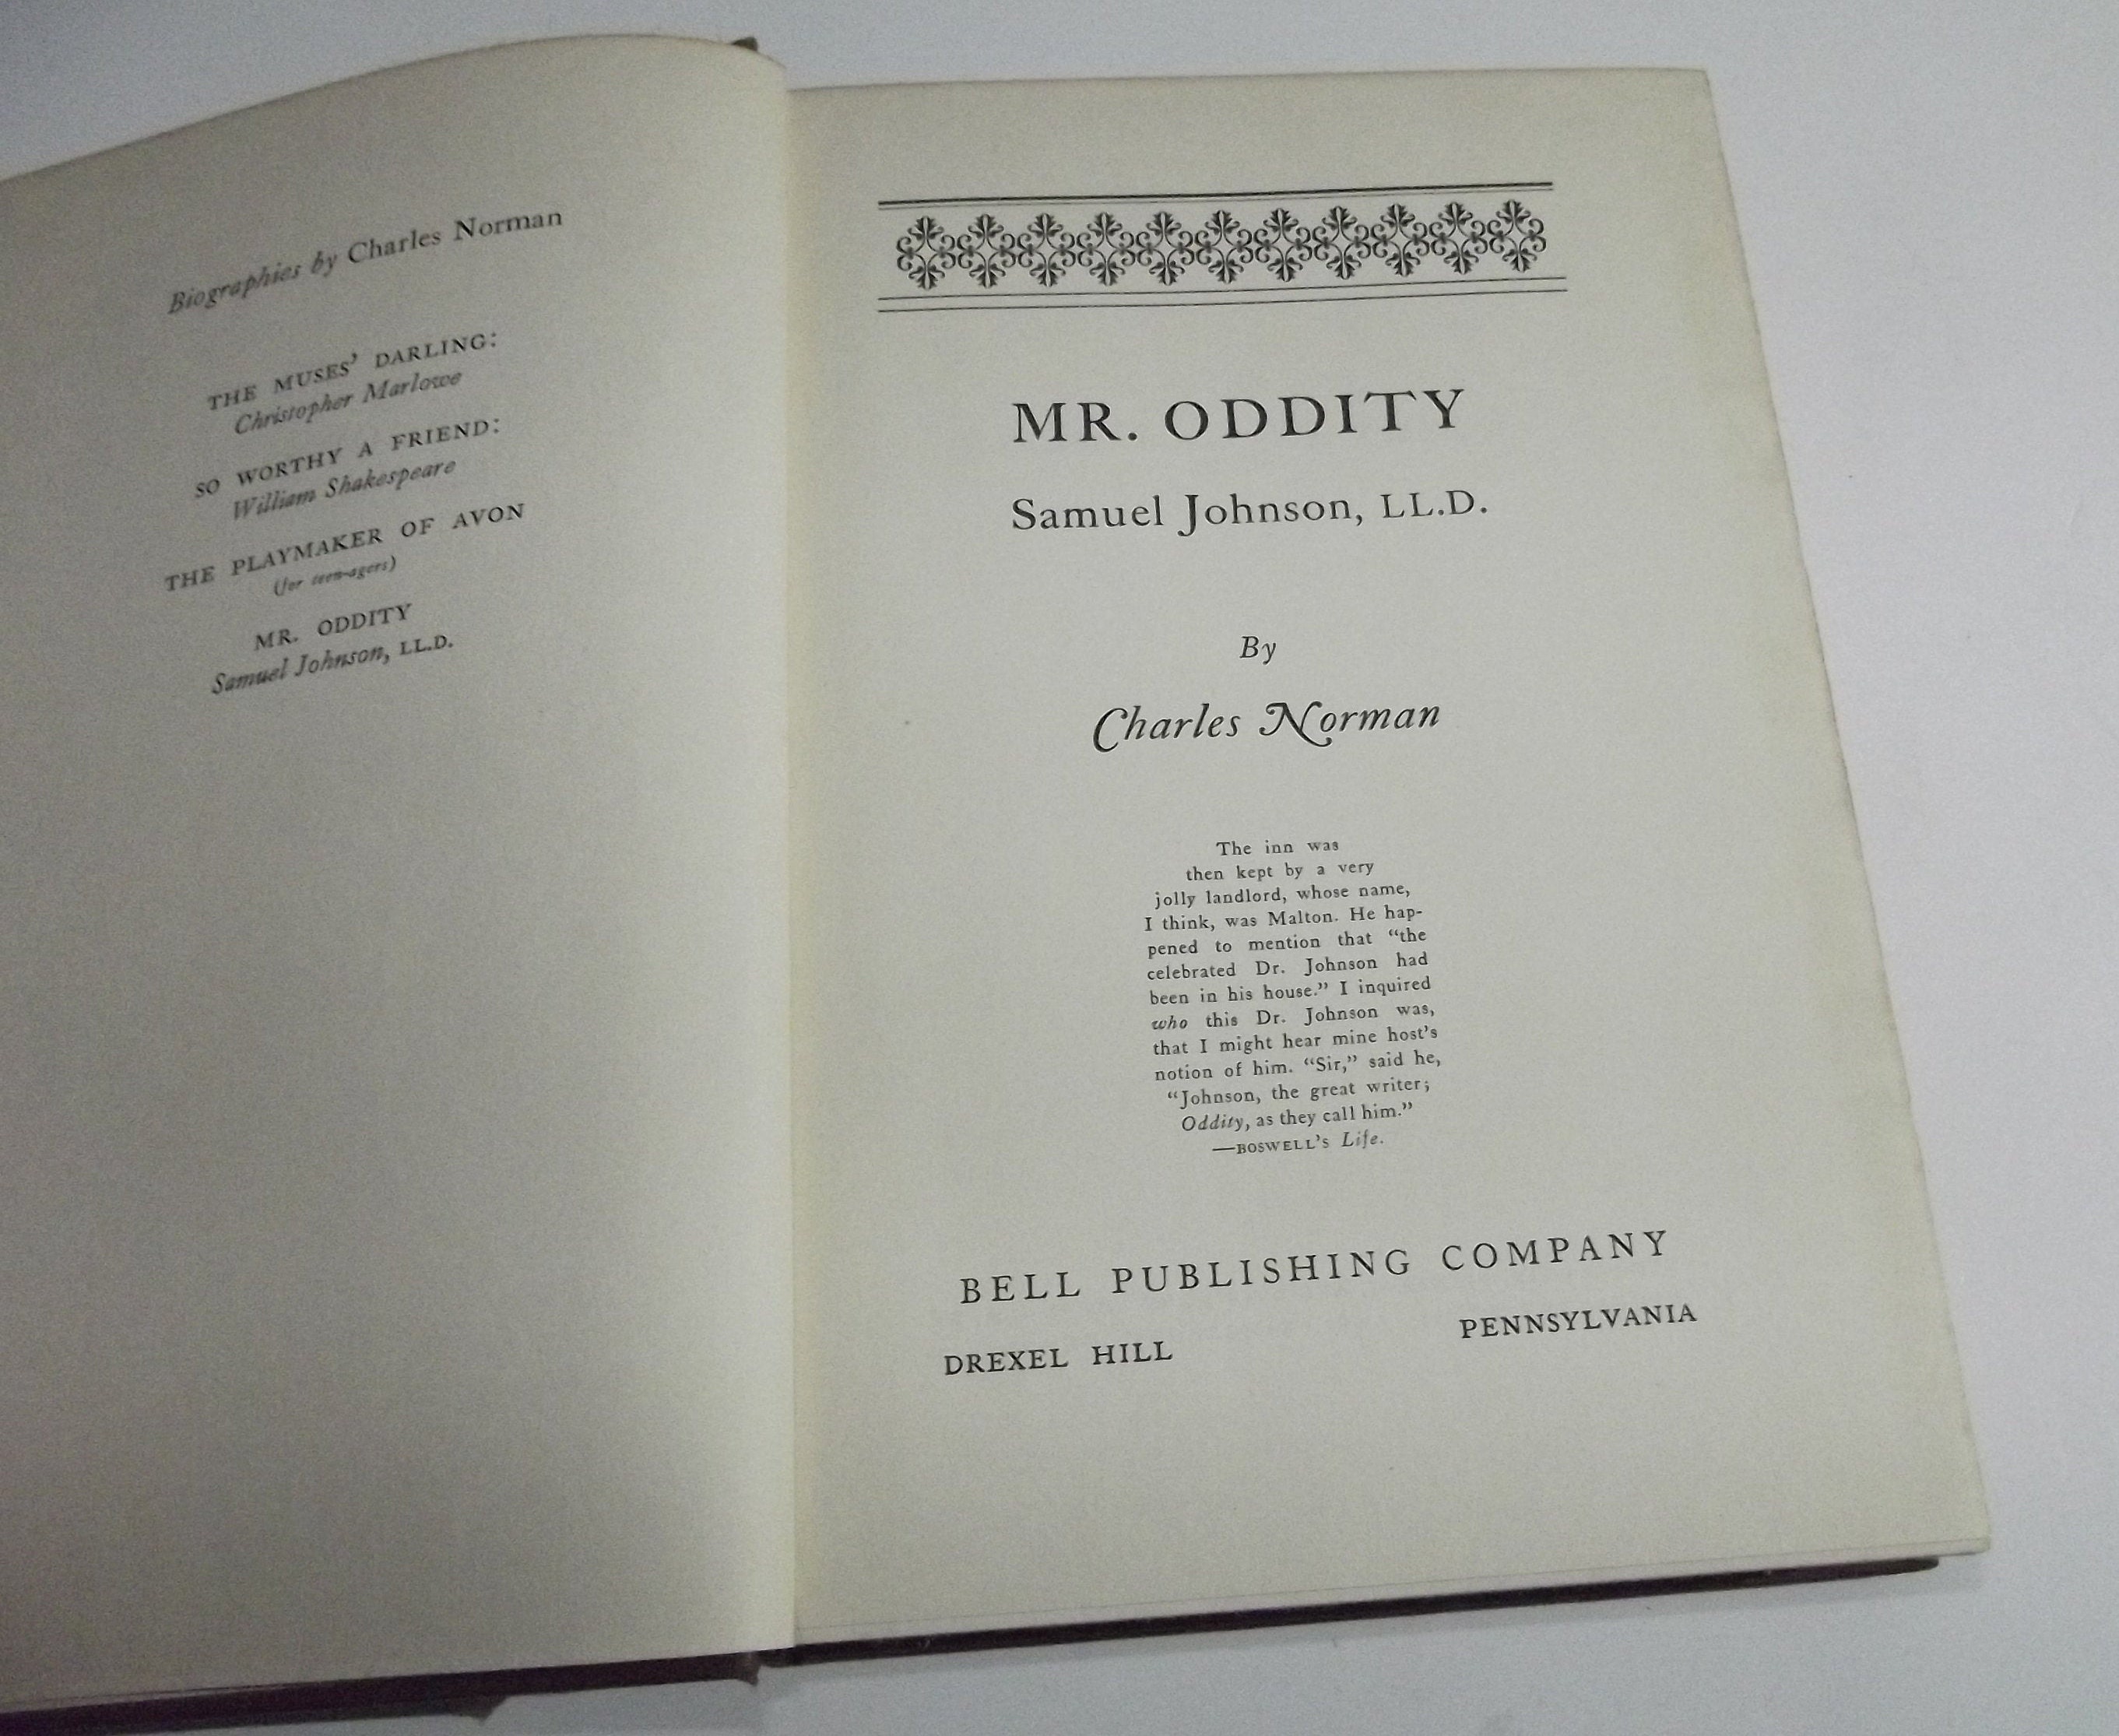 Biographies by Charles Norman
THE MUSES' DARLING:
Christopher Marlowe
SO WORTHY A FRIEND:
William Shakespeare
THE PLAYMAKER OF AVON
(for teen-agers)
MR. ODDITY
Samuel Johnson, LL.D.
MR. ODDITY
Samuel Johnson, LL.D.
By
Charles Norman
The inn was
then kept by a very
jolly landlord, whose name,
I think, was Malton. He hap-
pened to mention that “the
celebrated Dr. Johnson had
been in his house.” I inquired
who this Dr. Johnson was,
that I might hear mine host's
notion of him. “Sir,” said he,
“Johnson, the great writer;
Oddity, as they call him.”
—BOSWELL'S Life.
BELL PUBLISHING COMPANY
DREXEL HILL PENNSYLVANIA